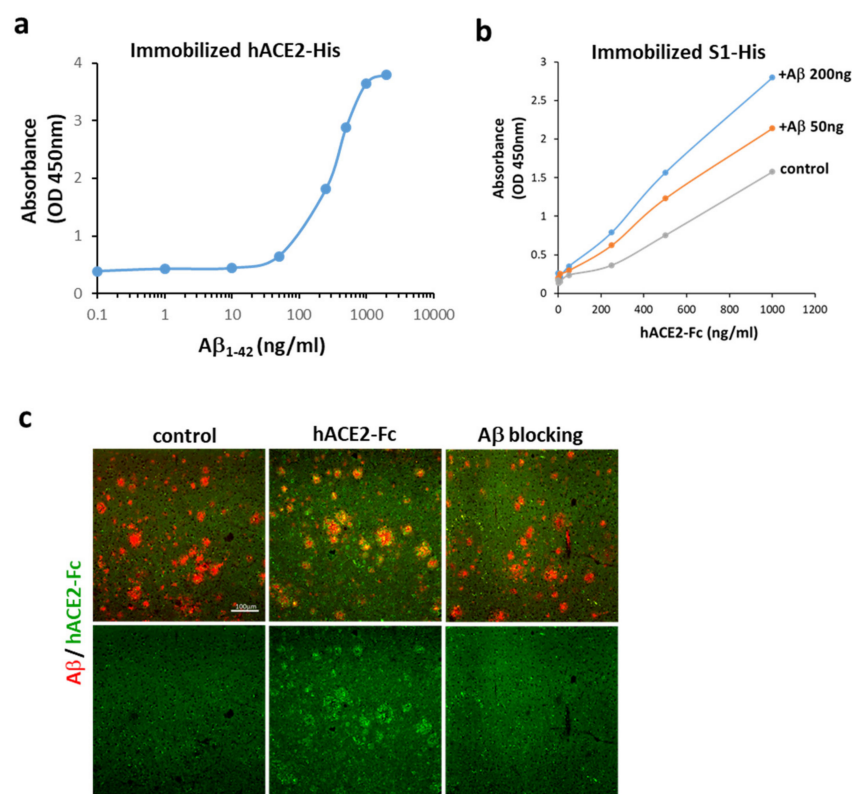 a
Immobilized hACE2-His
Absorbance
(OD 450nm)
4
3
2
1
0
0.1 1 10 100 1000 10000
Aβ1-42 (ng/ml)
b
Immobilized S1-His
Absorbance
(OD 450nm)
3
2.5
2
1.5
1
0.5
0
0 200 400 600 800 1000 1200
hACE2-Fc (ng/ml)
+Aβ 200ng
+Aβ 50ng
control
c
control hACE2-Fc Aβ blocking
Aβ / hACE2-Fc
100μm